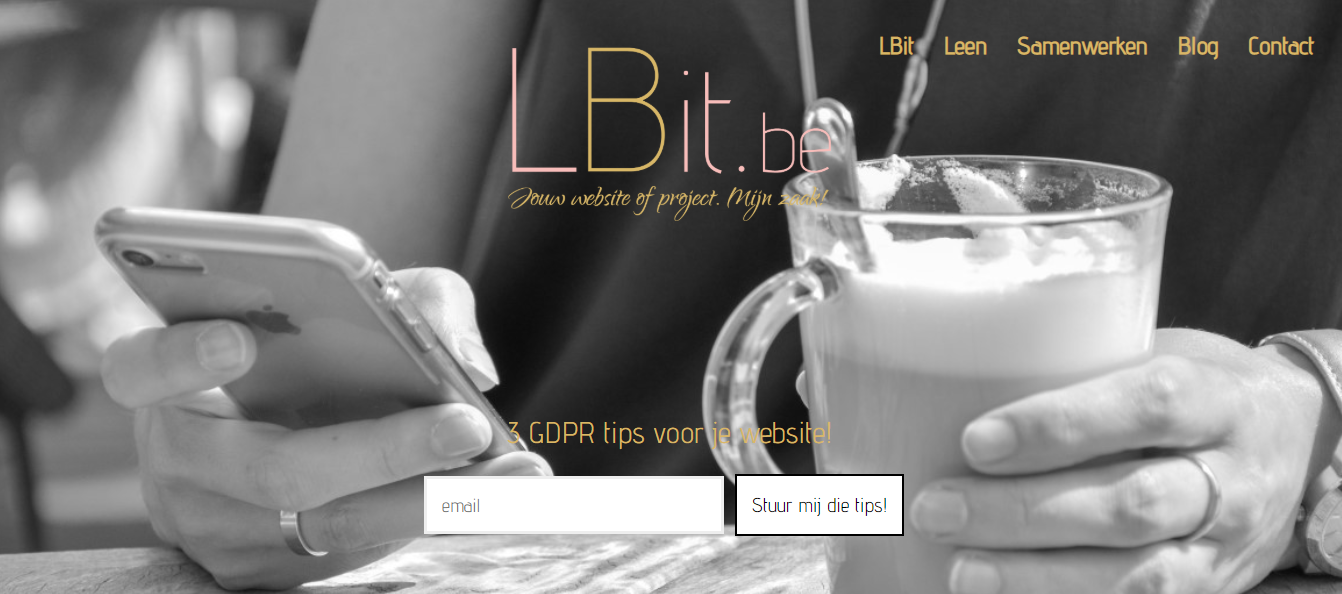 LBit Leen Samenwerken Blog Contact
LBit.be
Jouw website of project. Mijn zaak!
3 GDPR tips voor je website!
email
Stuur mij die tips!